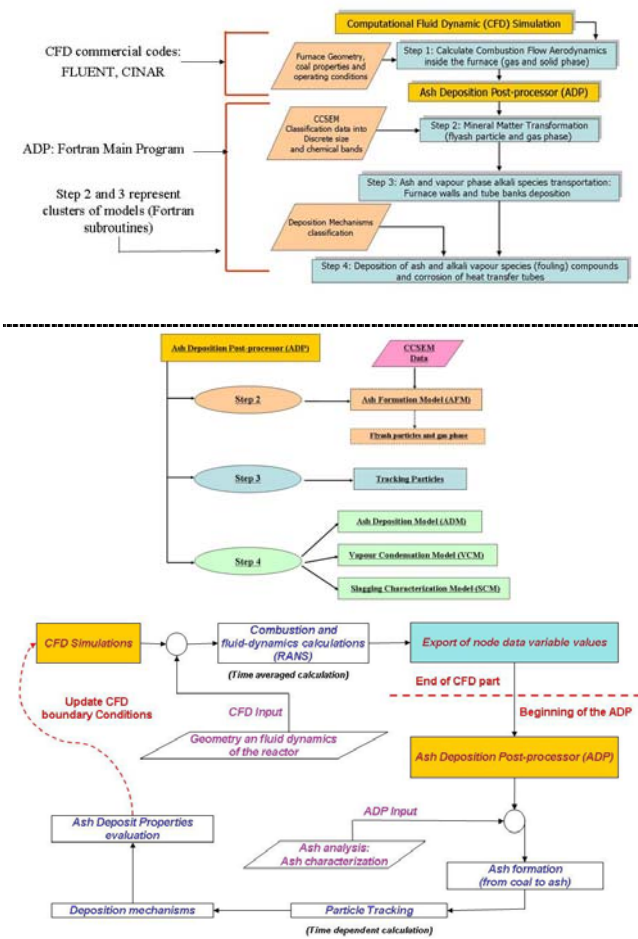 Computational Fluid Dynamic (CFD) Simulation
CFD commercial codes:
FLUENT, CINAR
Furnace Geometry,
coal properties and
operating conditions
Step 1: Calculate Combustion Flow Aerodynamics
inside the furnace (gas and solid phase)
Ash Deposition Post-processor (ADP)
ADP: Fortran Main Program
CCSEM
Classification data into
Discrete size
and chemical bands
Step 2: Mineral Matter Transformation
(flyash particle and gas phase)
Step 3: Ash and vapour phase alkali species transportation:
Furnace walls and tube banks deposition
Step 2 and 3 represent
clusters of models (Fortran
subroutines)
Deposition Mechanisms
classification
Step 4: Deposition of ash and alkali vapour species (fouling) compounds
and corrosion of heat transfer tubes
Ash Deposition Post-processor (ADP)
CCSEM
Data
Step 2
Ash Formation Model (AFM)
Flyash particles and gas phase
Step 3
Tracking Particles
Step 4
Ash Deposition Model (ADM)
Vapour Condensation Model (VCM)
Slagging Characterization Model (SCM)
CFD Simulations
Combustion and
fluid-dynamics calculations
(RANS)
(Time averaged calculation)
Export of node data variable values
Update CFD
boundary Conditions
CFD Input
Geometry an fluid dynamics
of the reactor
End of CFD part
Beginning of the ADP
Ash Deposition Post-processor (ADP)
ADP Input
Ash analysis:
Ash characterization
Ash formation
(from coal to ash)
Ash Deposit Properties
evaluation
Deposition mechanisms
Particle Tracking
(Time dependent calculation)